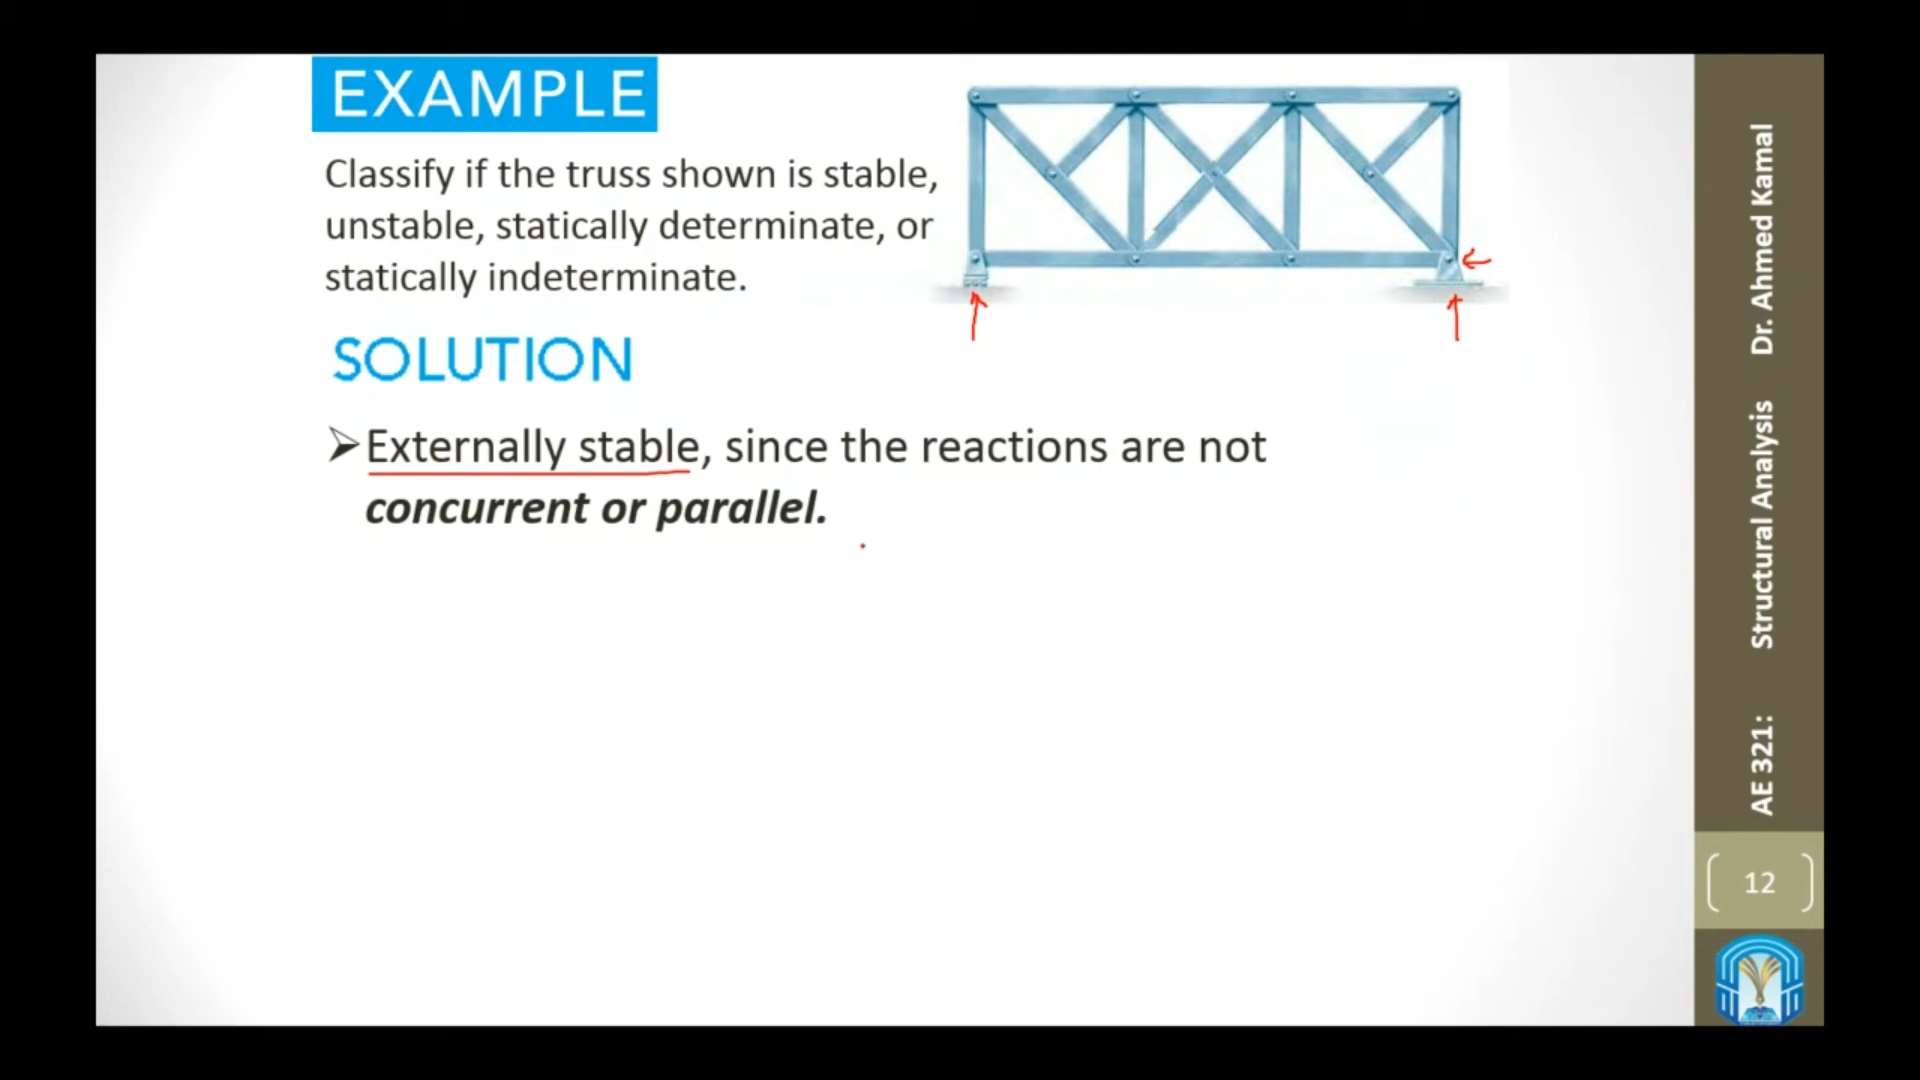 EXAMPLE
Classify if the truss shown is stable,
unstable, statically determinate, or
statically indeterminate.
SOLUTION
➢Externally stable, since the reactions are not
concurrent or parallel.
AE 321: Structural Analysis Dr. Ahmed Kamal
12